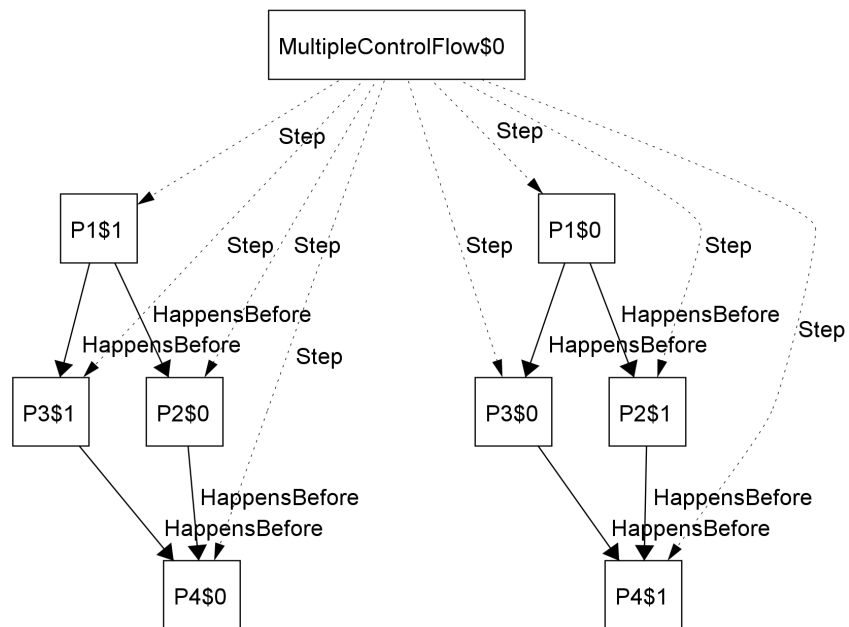 MultipleControlFlow$0
Step
Step
P1$1
P1$0
Step
Step
Step
Step
HappensBefore
HappensBefore
Step
HappensBefore
HappensBefore
Step
P3$1
P2$0
P3$0
P2$1
HappensBefore
HappensBefore
HappensBefore
HappensBefore
P4$0
P4$1